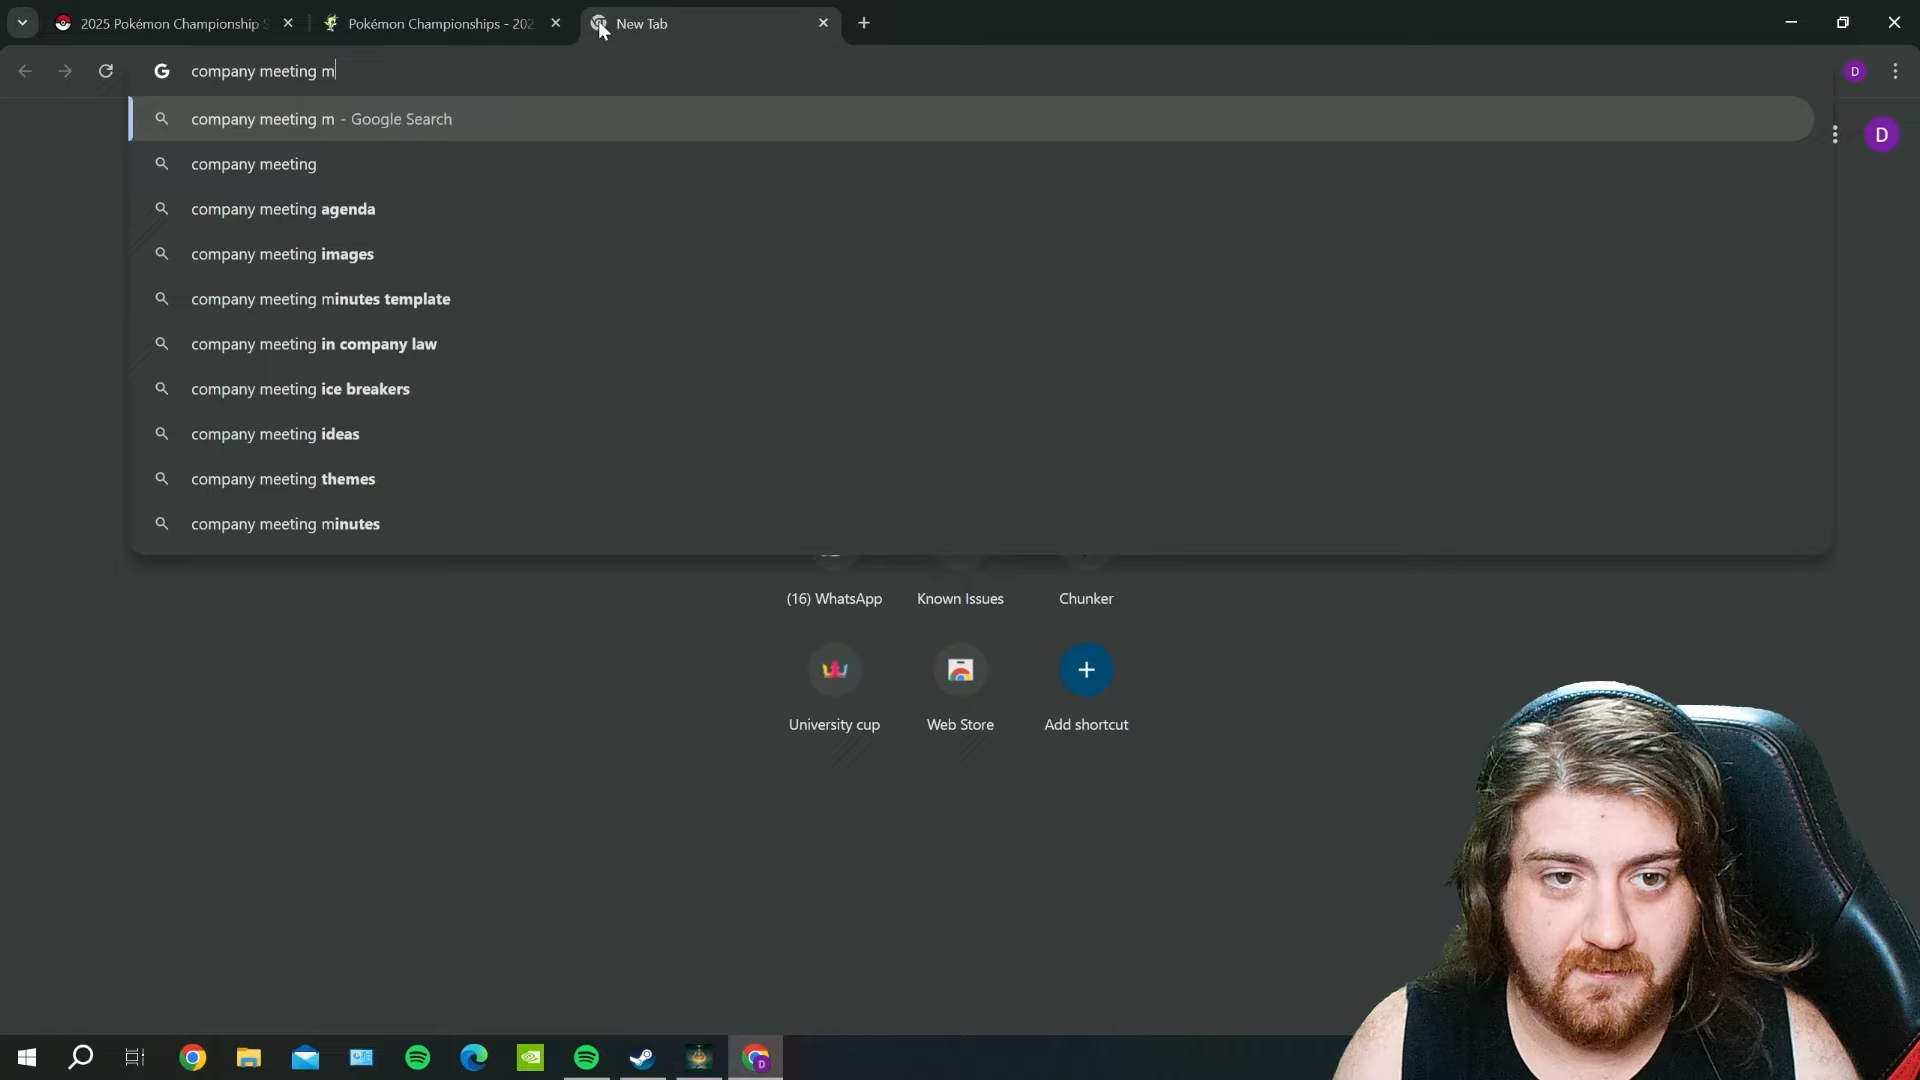 2025 Pokémon Championship S
Pokémon Championships - 202
New Tab
company meeting m
D
company meeting m - Google Search
D
company meeting
company meeting agenda
company meeting images
company meeting minutes template
company meeting in company law
company meeting ice breakers
company meeting ideas
company meeting themes
company meeting minutes
(16) WhatsApp
Known Issues
Chunker
University cup
Web Store
Add shortcut
D